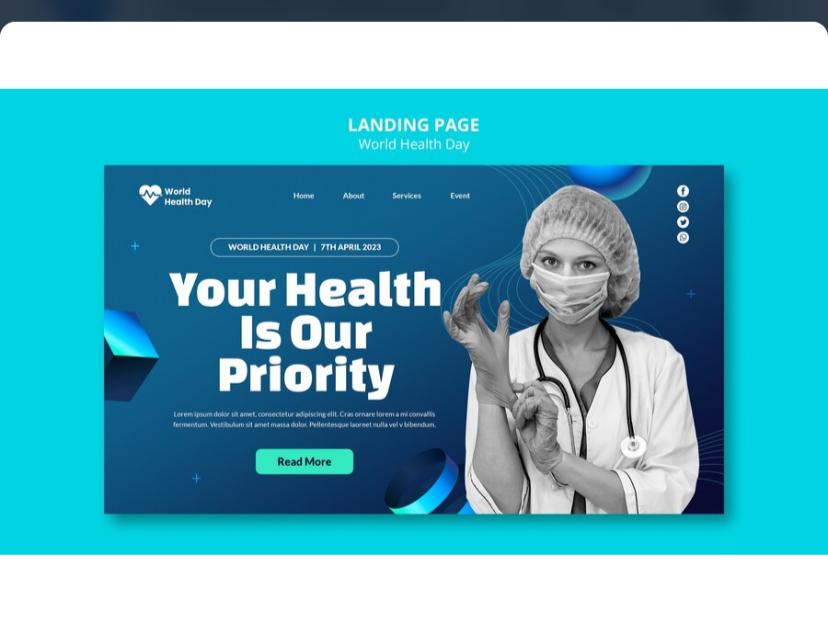 LANDING PAGE
World Health Day
World
Health Day
Home About Services Event
WORLD HEALTH DAY | 7TH APRIL 2023
Your Health
Is Our
Priority
Lorem ipsum dolor sit amet, consectetur adipiscing elit. Cras ornare lorem a mi convallis
fermentum. Vestibulum sit amet massa dolor. Pellentesque laoreet nulla vel v bibendum.
Read More